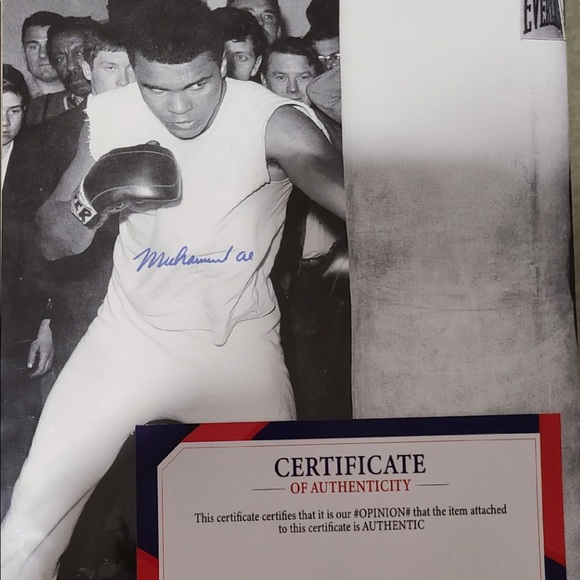 EVERL
Muhammad Ali
CERTIFICATE
OF AUTHENTICITY
This certificate certifies that it is our #OPINION# that the item attached
to this certificate is AUTHENTIC